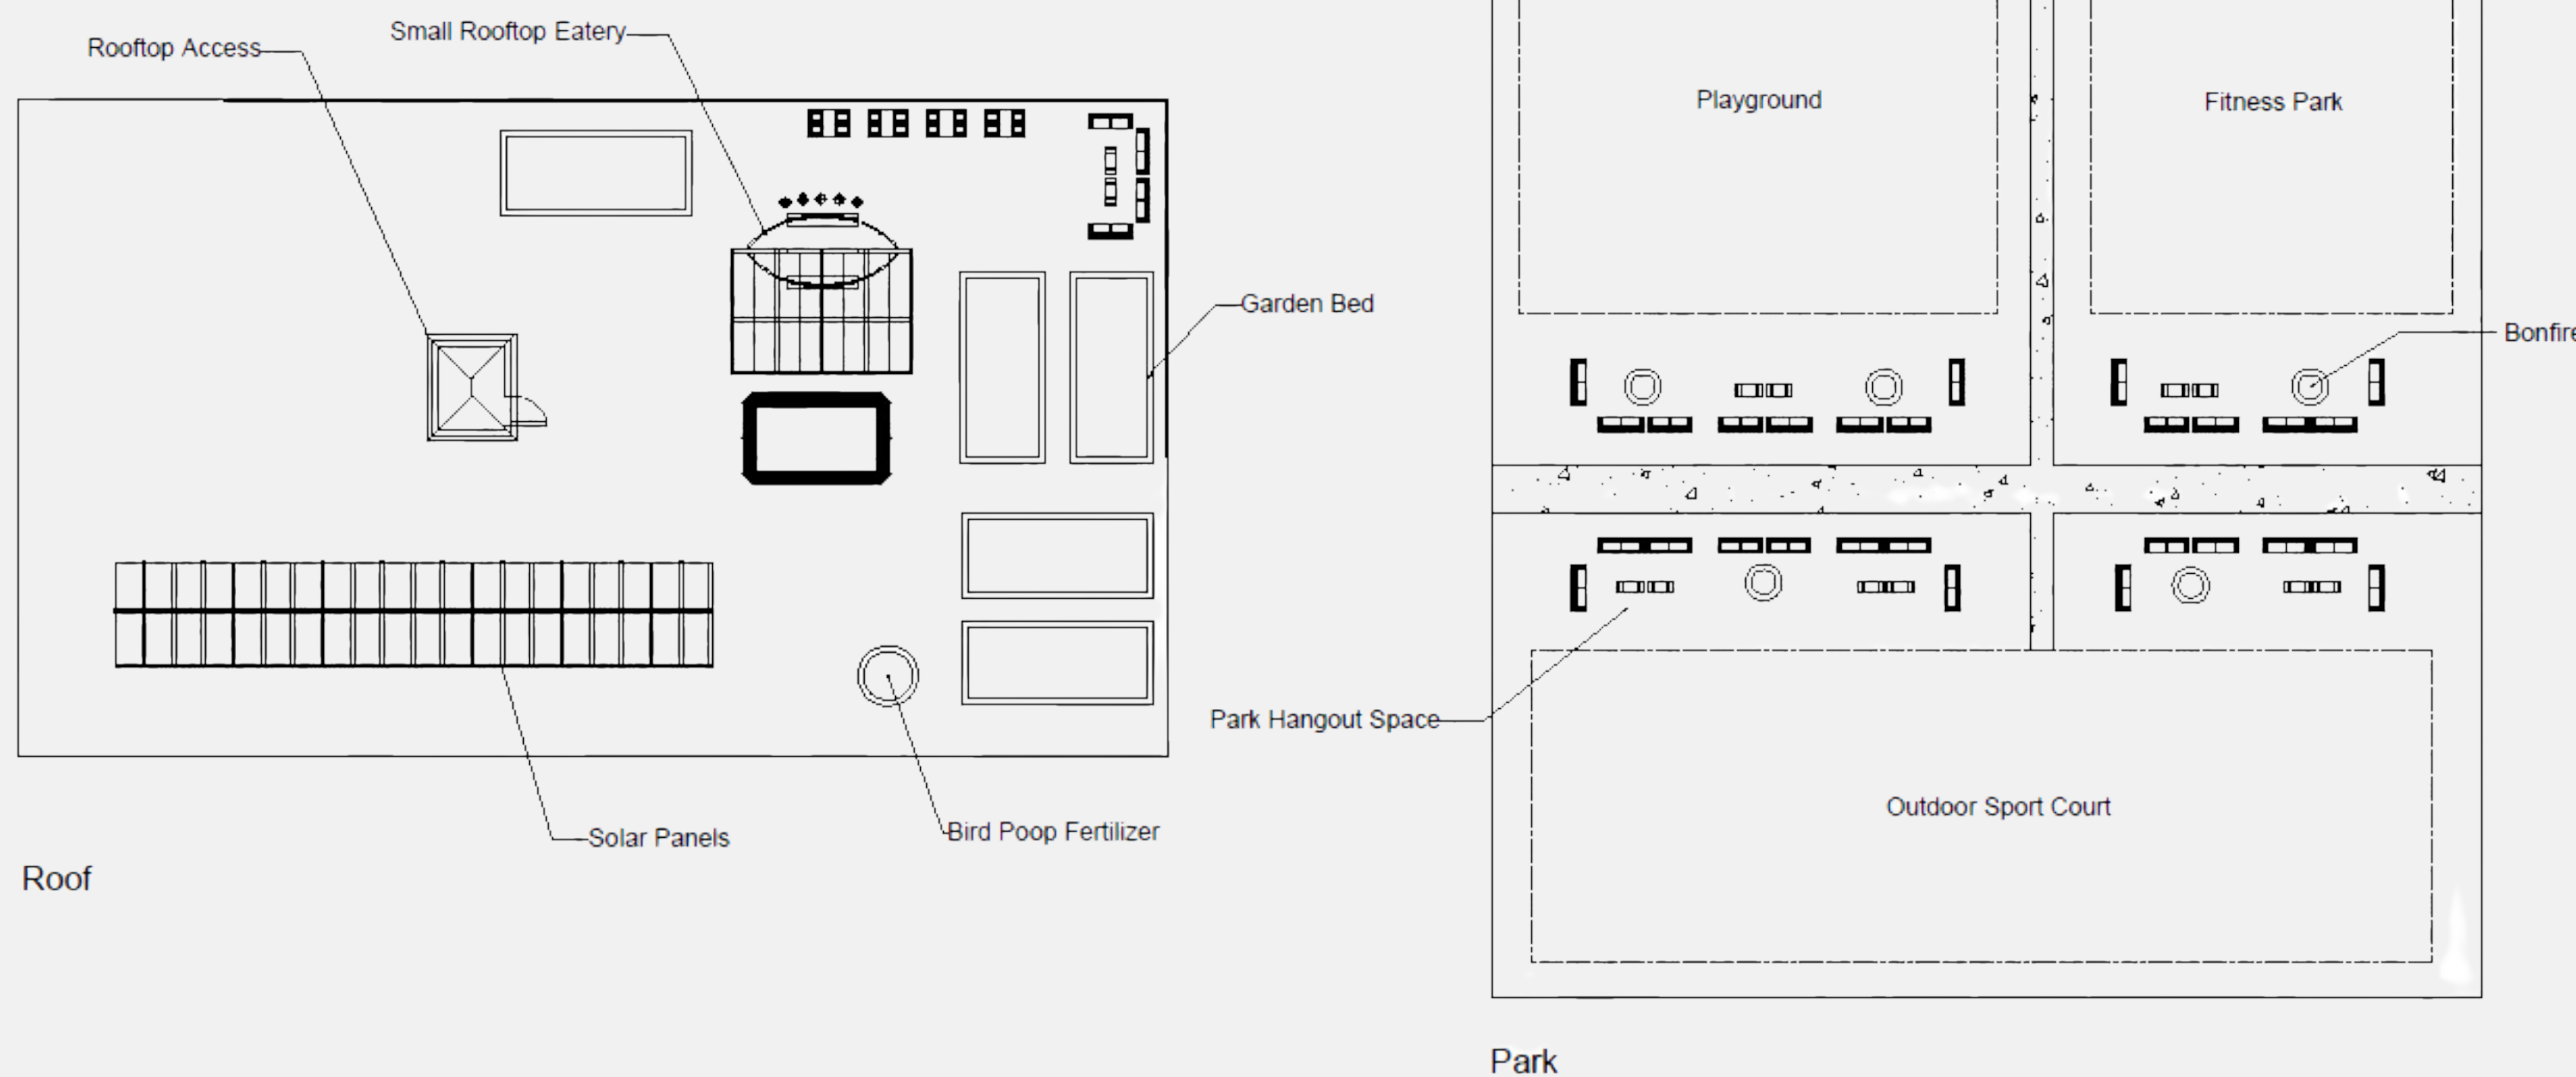 Small Rooftop Eatery
Rooftop Access
Playground
Fitness Park
Garden Bed
Bonfire
Park Hangout Space
Outdoor Sport Court
Solar Panels
Bird Poop Fertilizer
Roof
Park